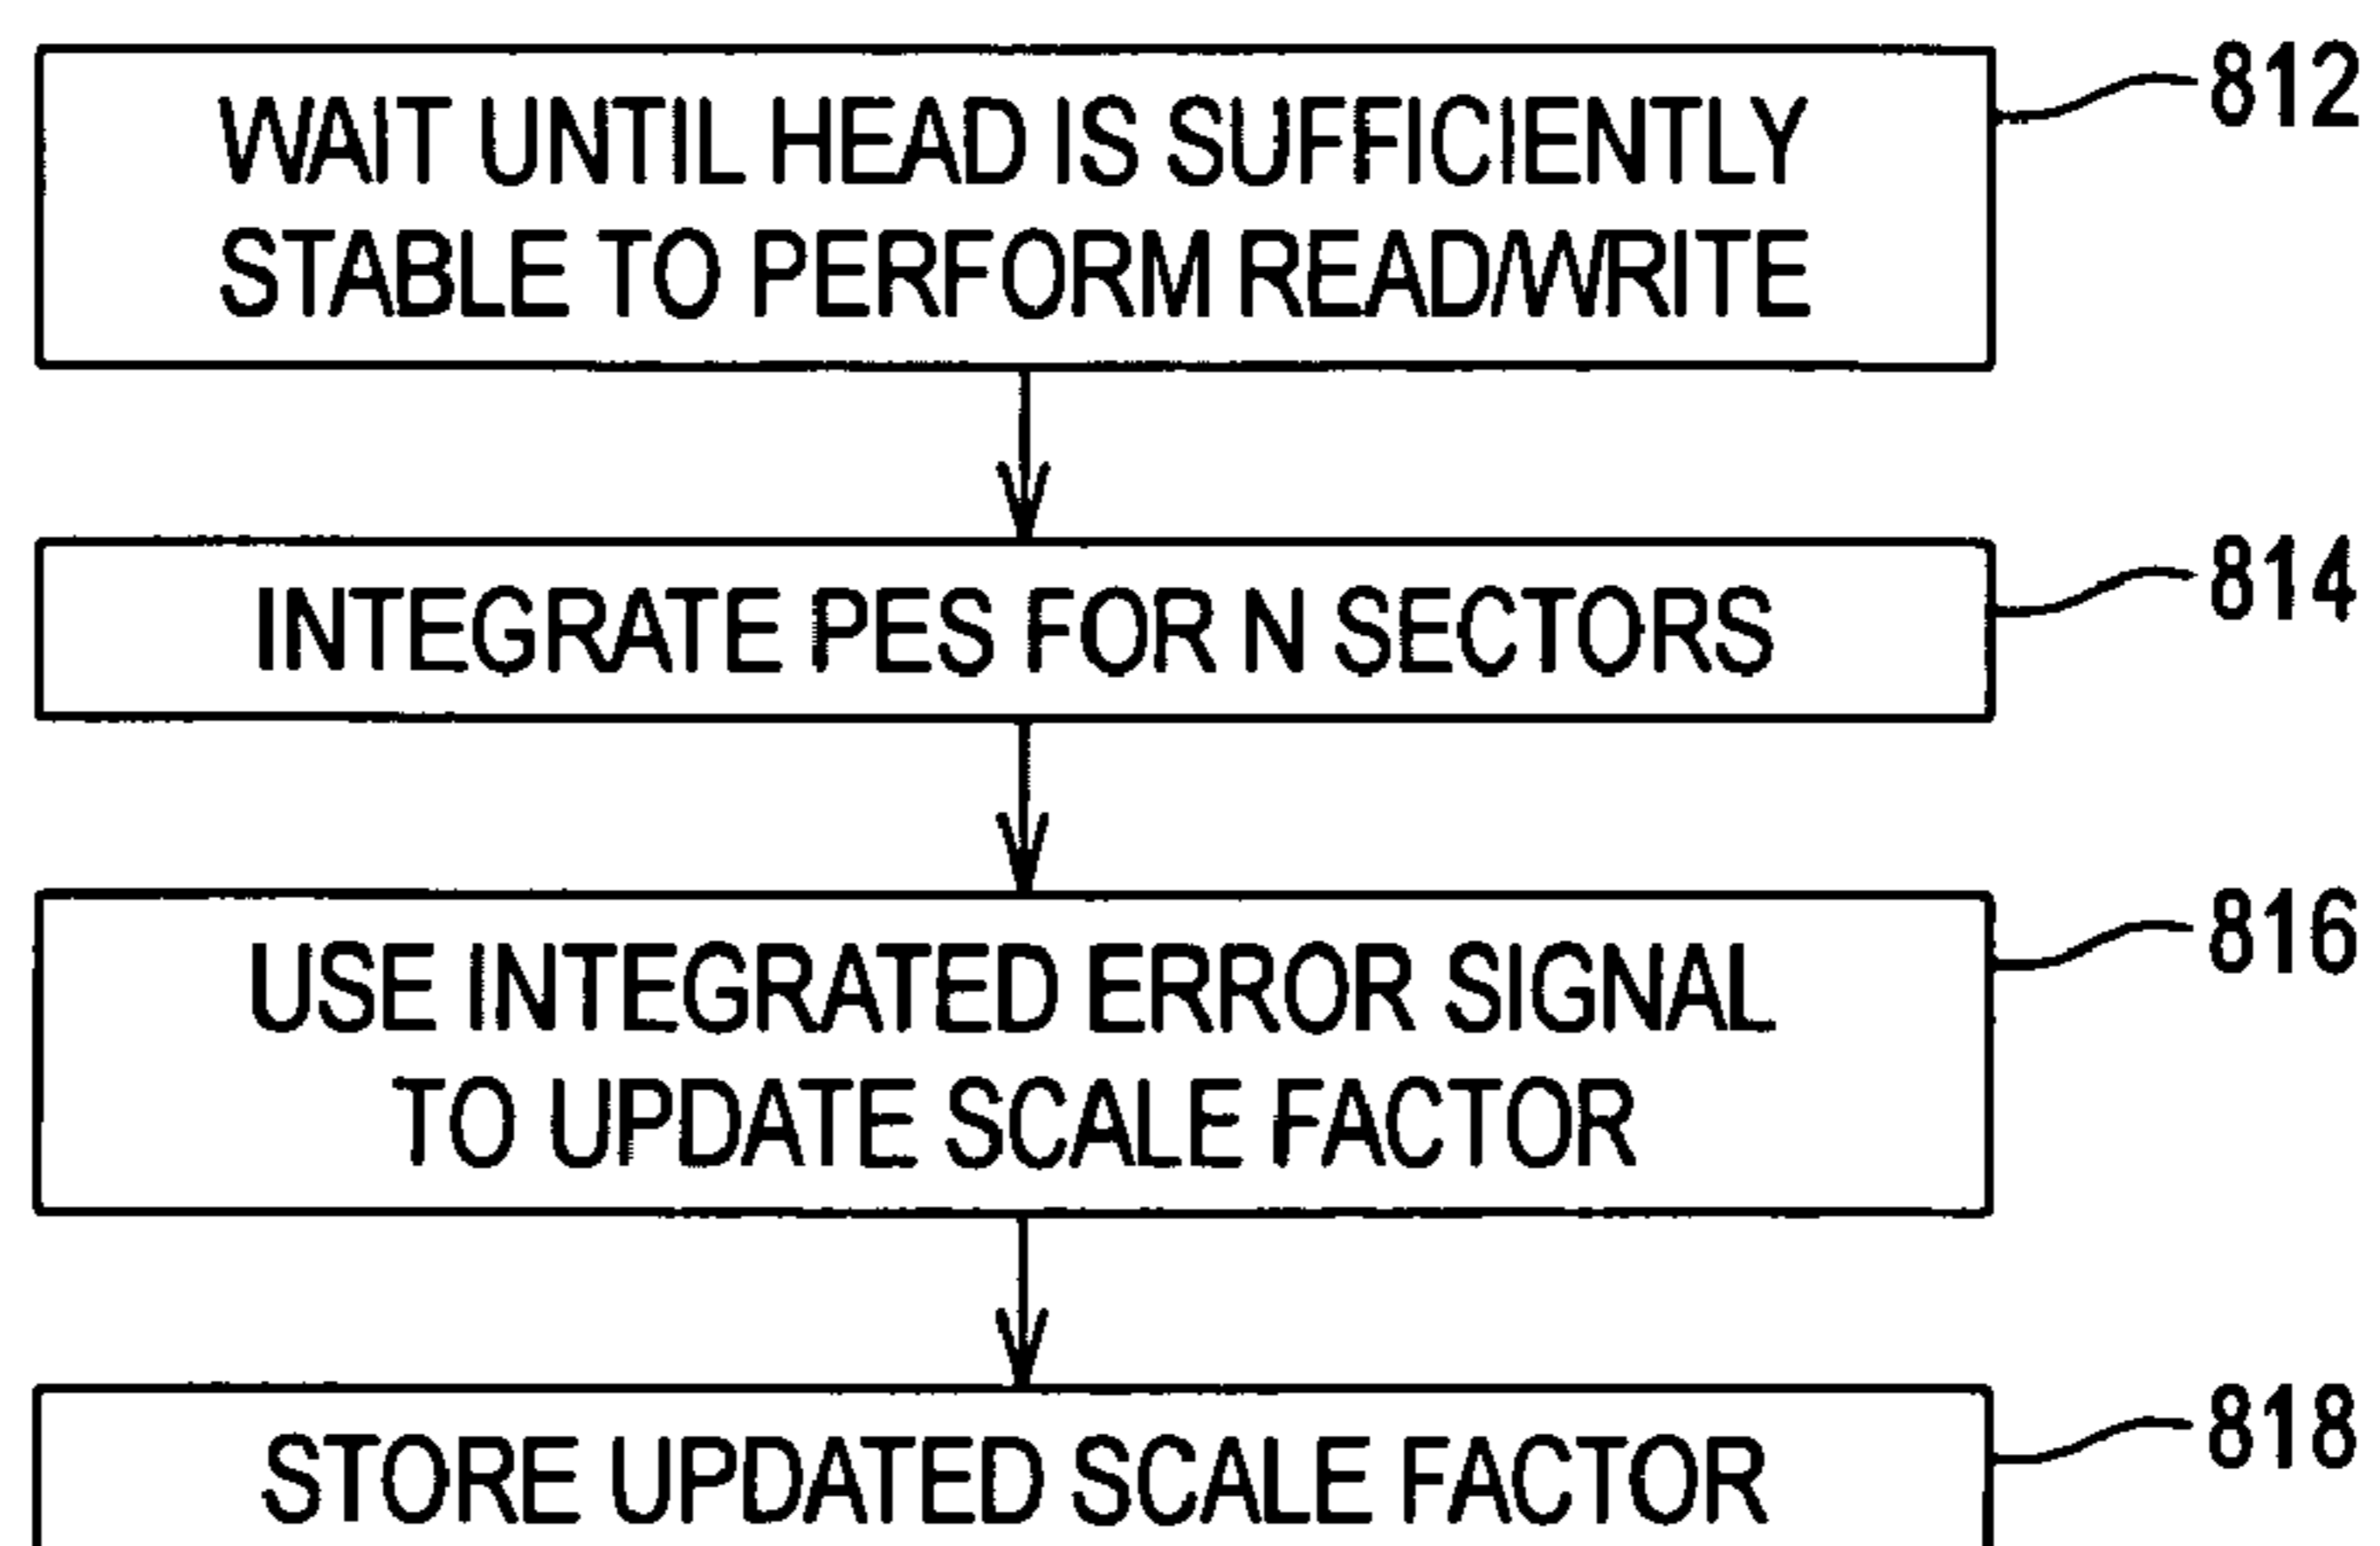 WAIT UNTIL HEAD IS SUFFICIENTLY
STABLE TO PERFORM READ/WRITE
812
INTEGRATE PES FOR N SECTORS
814
USE INTEGRATED ERROR SIGNAL
TO UPDATE SCALE FACTOR
816
STORE UPDATED SCALE FACTOR
818